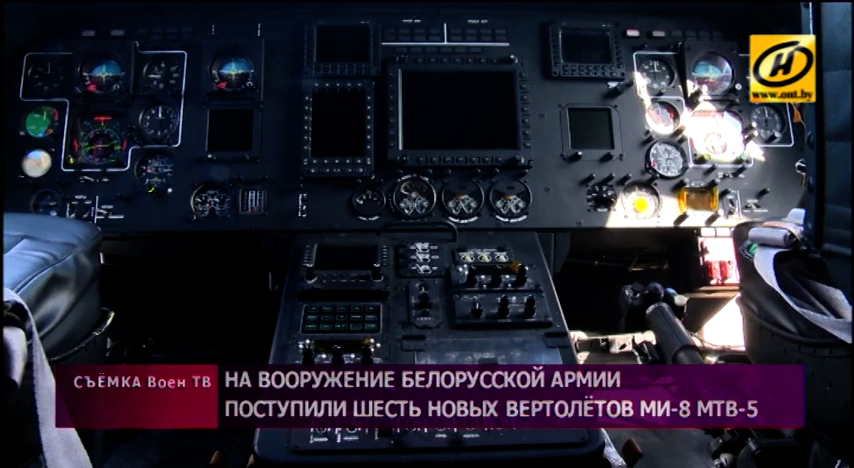 www.ont.by
СЪЁМКА Воен ТВ
НА ВООРУЖЕНИЕ БЕЛОРУССКОЙ АРМИИ
ПОСТУПИЛИ ШЕСТЬ НОВЫХ ВЕРТОЛЁТОВ МИ-8 МТВ-5